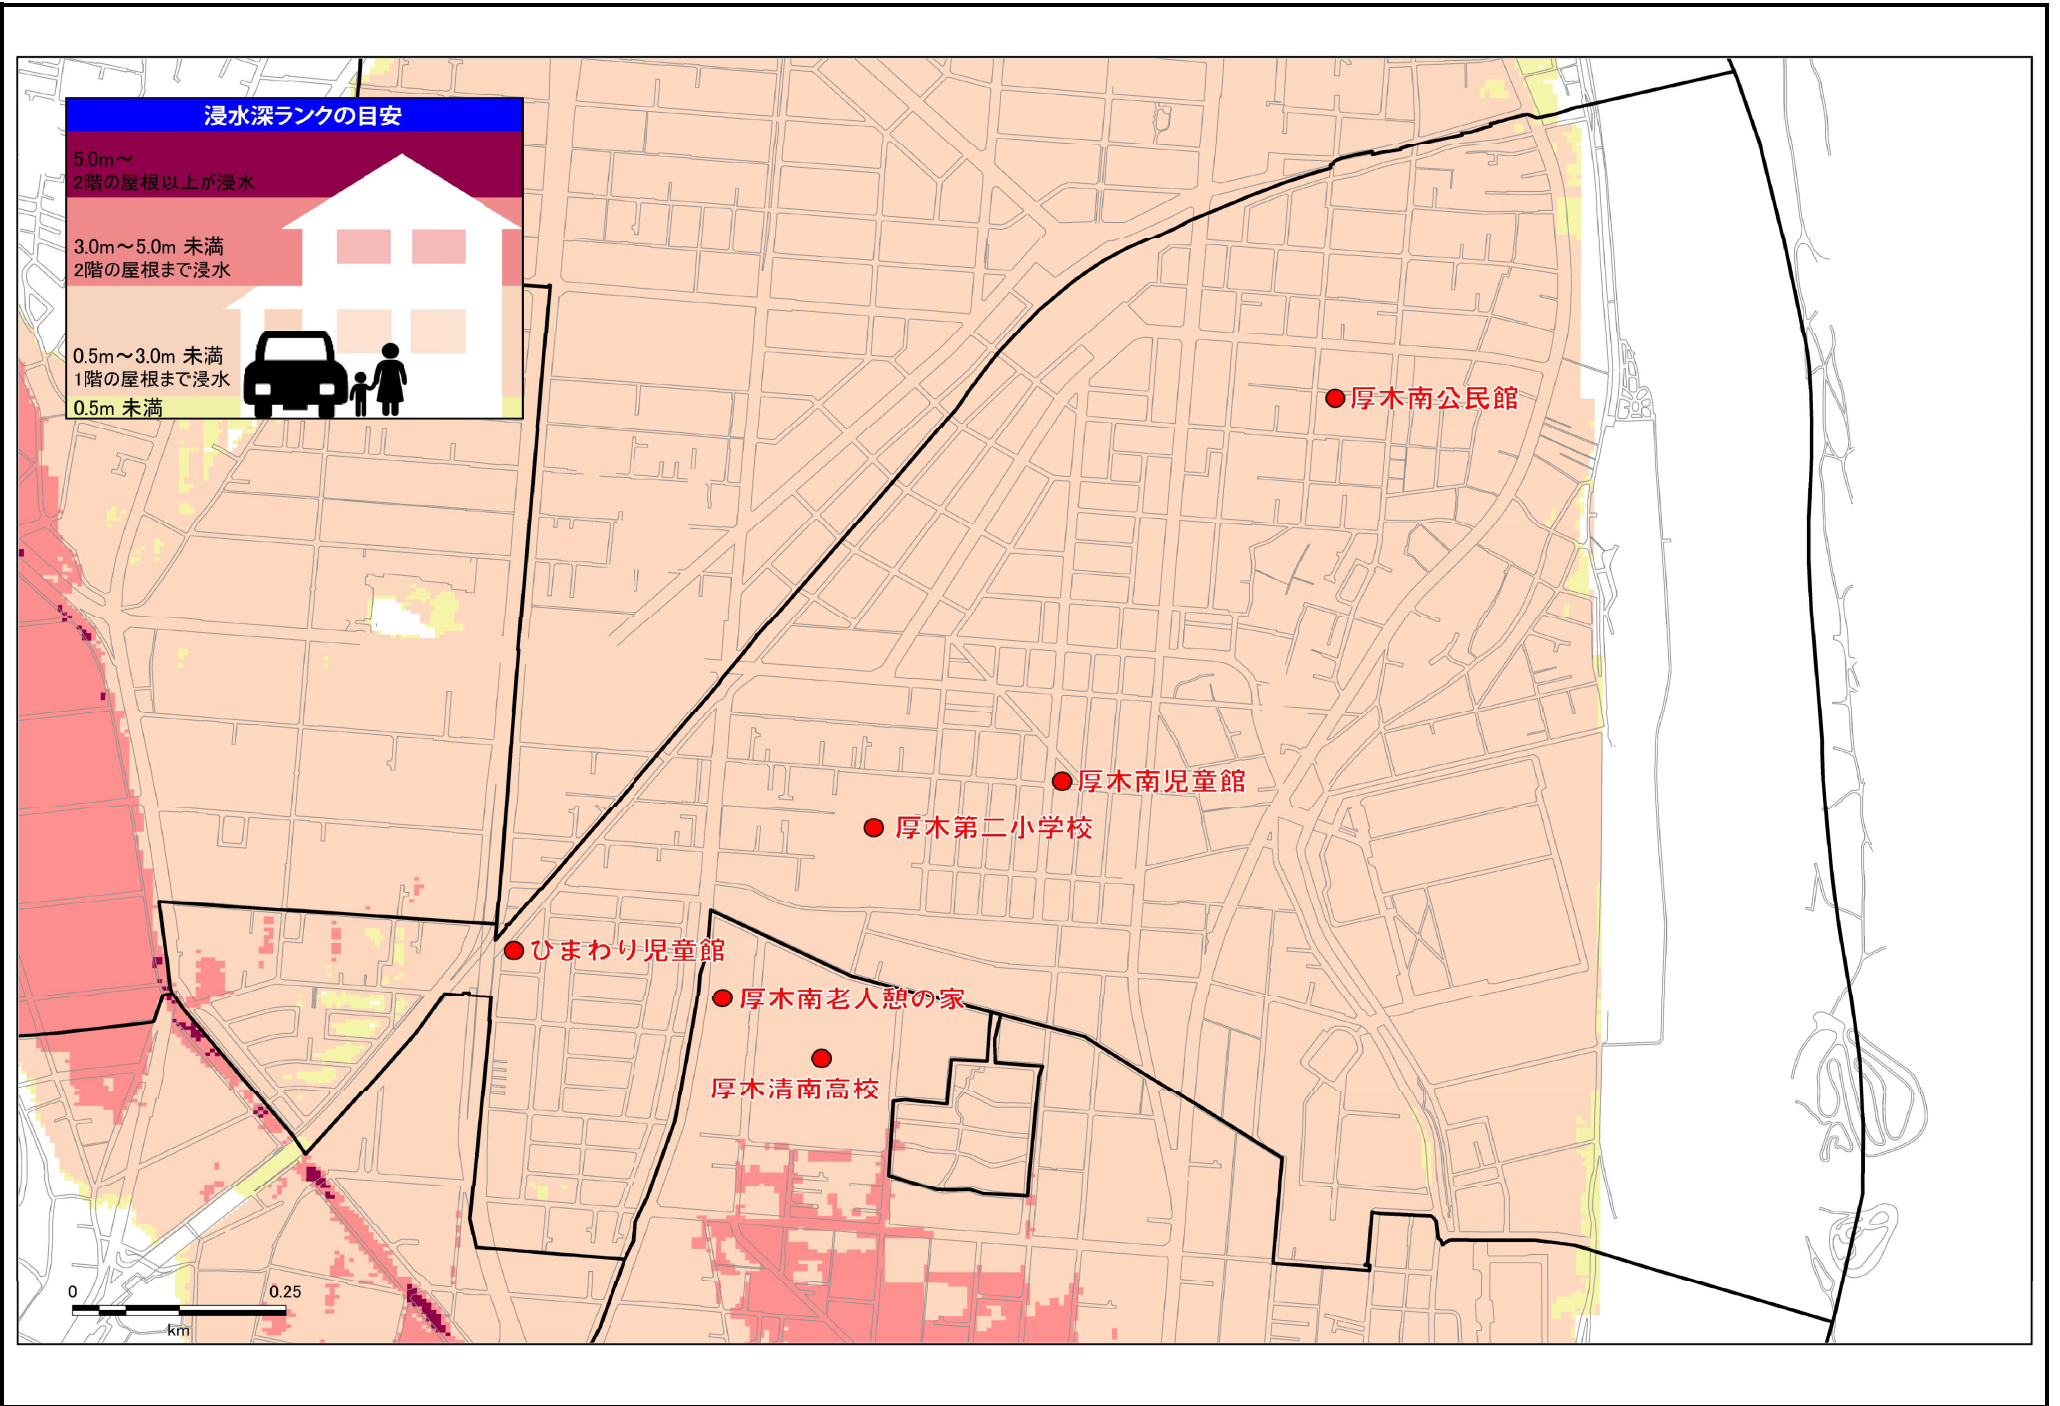 浸水深ランクの目安
5.0m～
2階の屋根以上が浸水
3.0m～5.0m 未満
2階の屋根まで浸水
0.5m～3.0m 未満
1階の屋根まで浸水
0.5m 未満
厚木南公民館
厚木南児童館
厚木第二小学校
ひまわり児童館
厚木南老人憩の家
厚木清南高校
0 0.25
km